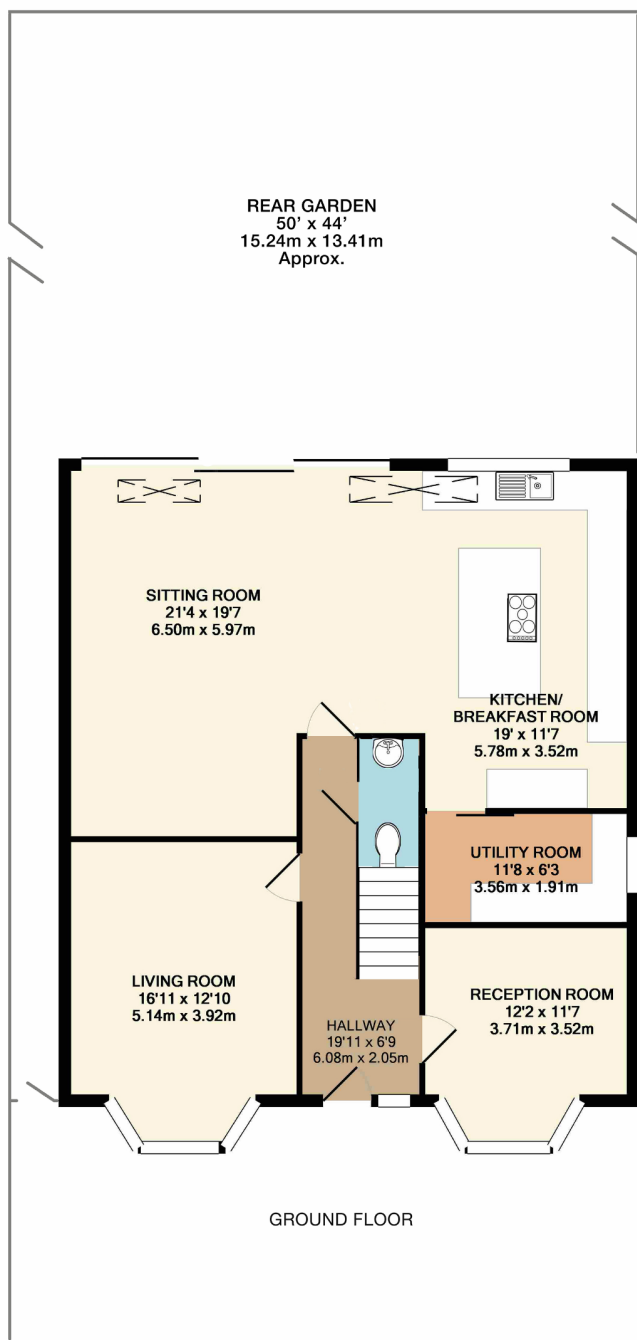 REAR GARDEN
50' x 44'
15.24m x 13.41m
Approx.
SITTING ROOM
21'4 x 19'7
6.50m x 5.97m
KITCHEN/
BREAKFAST ROOM
19' x 11'7
5.78m x 3.52m
UTILITY ROOM
11'8 x 6'3
3.56m x 1.91m
LIVING ROOM
16'11 x 12'10
5.14m x 3.92m
RECEPTION ROOM
12'2 x 11'7
3.71m x 3.52m
HALLWAY
19'11 x 6'9
6.08m x 2.05m
GROUND FLOOR